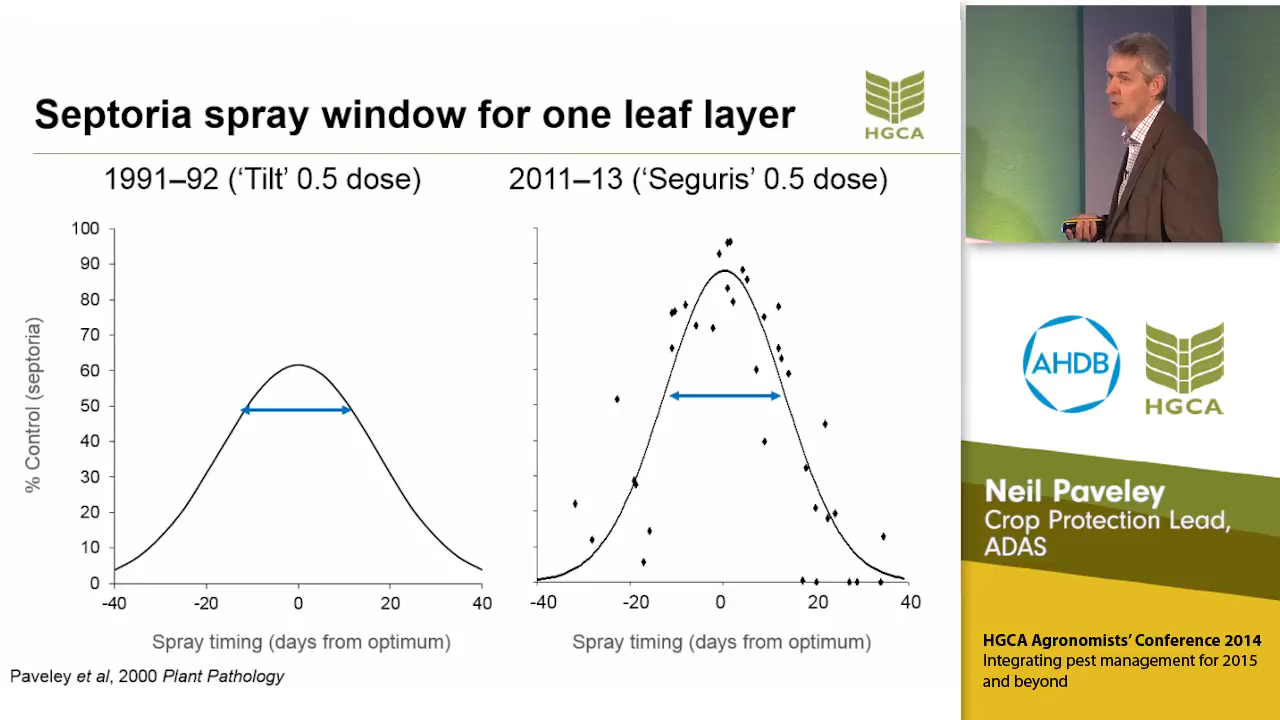 Septoria spray window for one leaf layer
HGCA
1991–92 (‘Tilt’ 0.5 dose)
2011–13 (‘Seguris’ 0.5 dose)
% Control (septoria)
100
90
80
70
60
50
40
30
20
10
0
-40
-20
0
20
40
-40
-20
0
20
40
Spray timing (days from optimum)
Spray timing (days from optimum)
Paveley et al, 2000 Plant Pathology
AHDB
HGCA
Neil Paveley
Crop Protection Lead,
ADAS
HGCA Agronomists’ Conference 2014
Integrating pest management for 2015
and beyond